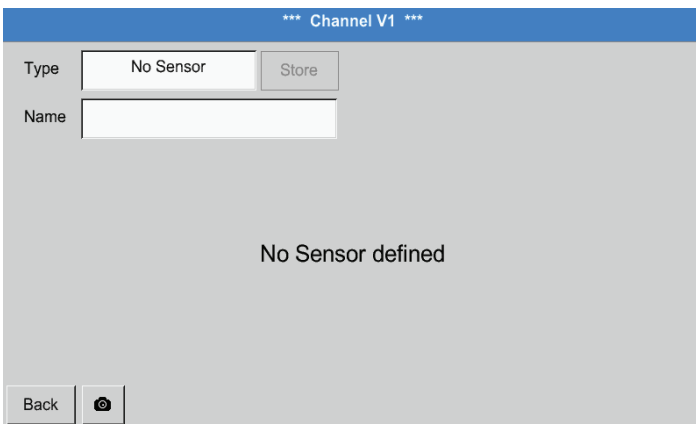 *** Channel V1 ***
Type No Sensor Store
Name
No Sensor defined
Back